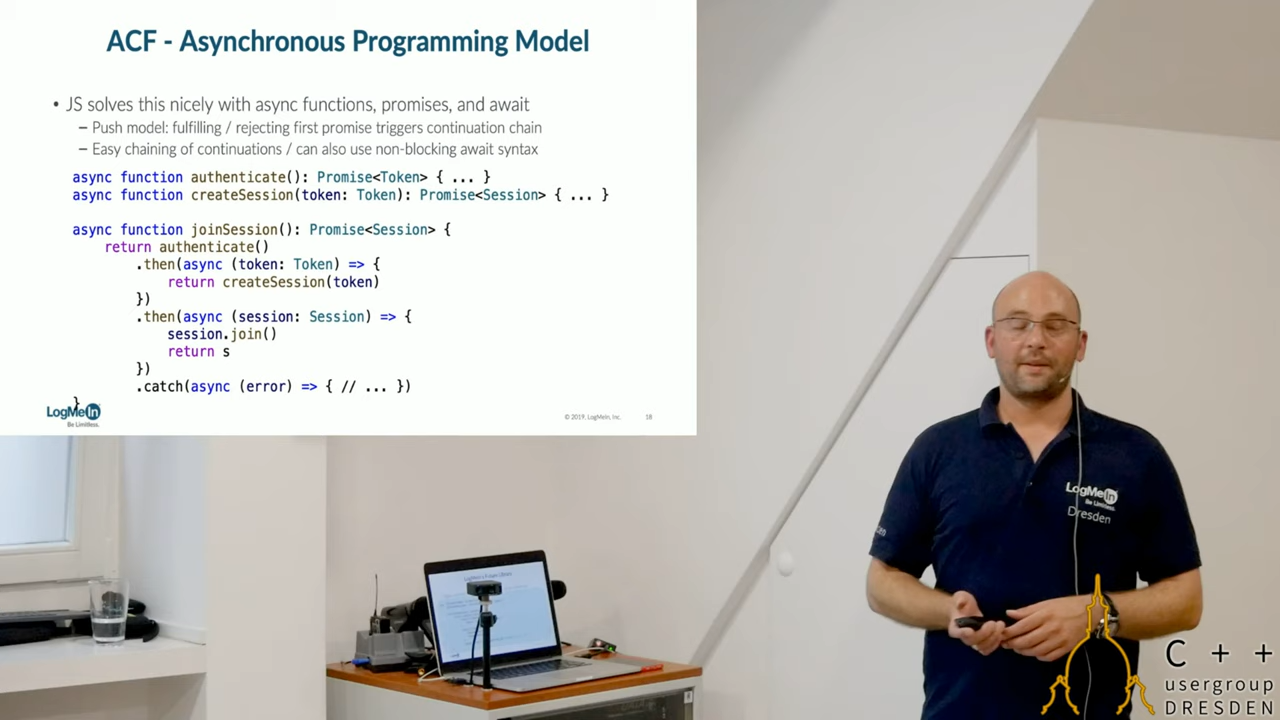 ACF - Asynchronous Programming Model
• JS solves this nicely with async functions, promises, and await
– Push model: fulfilling / rejecting first promise triggers continuation chain
– Easy chaining of continuations / can also use non-blocking await syntax
async function authenticate(): Promise<Token> { ... }
async function createSession(token: Token): Promise<Session> { ... }
async function joinSession(): Promise<Session> {
return authenticate()
.then(async (token: Token) => {
return createSession(token)
})
.then(async (session: Session) => {
session.join()
return s
})
.catch(async (error) => { // ... })
}
LogMeIn
Be Limitless.
© 2019, LogMeIn, Inc.
18
LogMeIn
Be Limitless.
Dresden
C + +
usergroup
DRESDEN